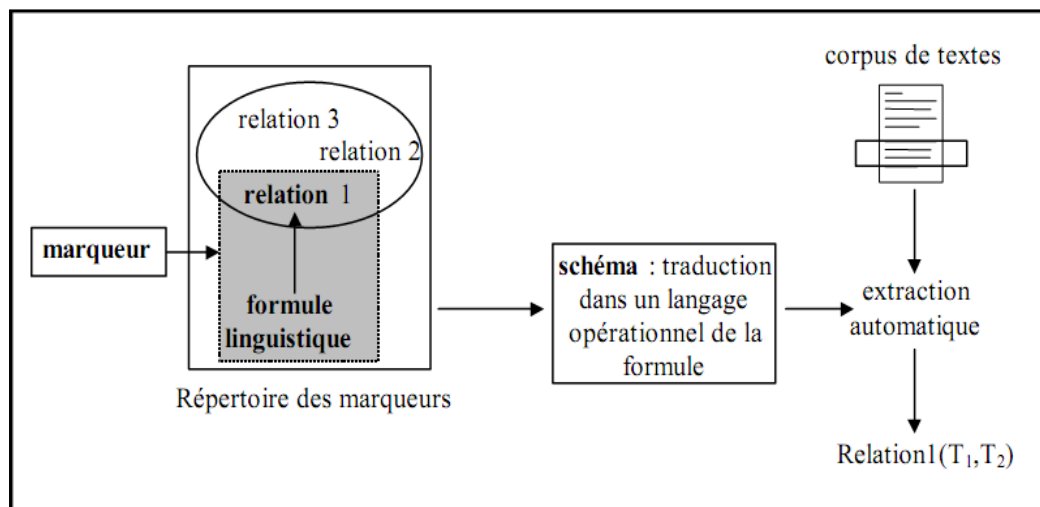 corpus de textes
relation 3
relation 2
relation 1
marqueur
formule
linguistique
Répertoire des marqueurs
schéma : traduction
dans un langage
opérationnel de la
formule
extraction
automatique
Relation1(T₁,T₂)